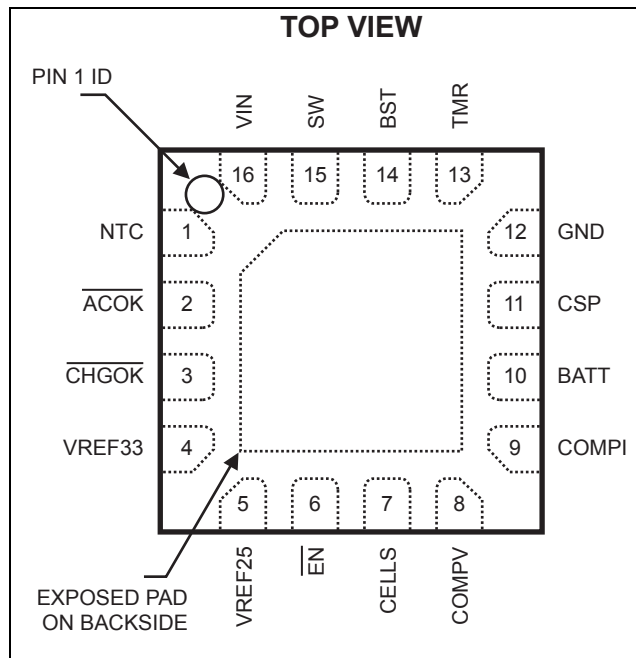 TOP VIEW
PIN 1 ID
VIN
SW
BST
TMR
16
15
14
13
NTC
1
12
GND
ACOK
2
11
CSP
CHGOK
3
10
BATT
VREF33
4
9
COMPI
5
6
7
8
VREF25
EN
CELLS
COMPV
EXPOSED PAD
ON BACKSIDE